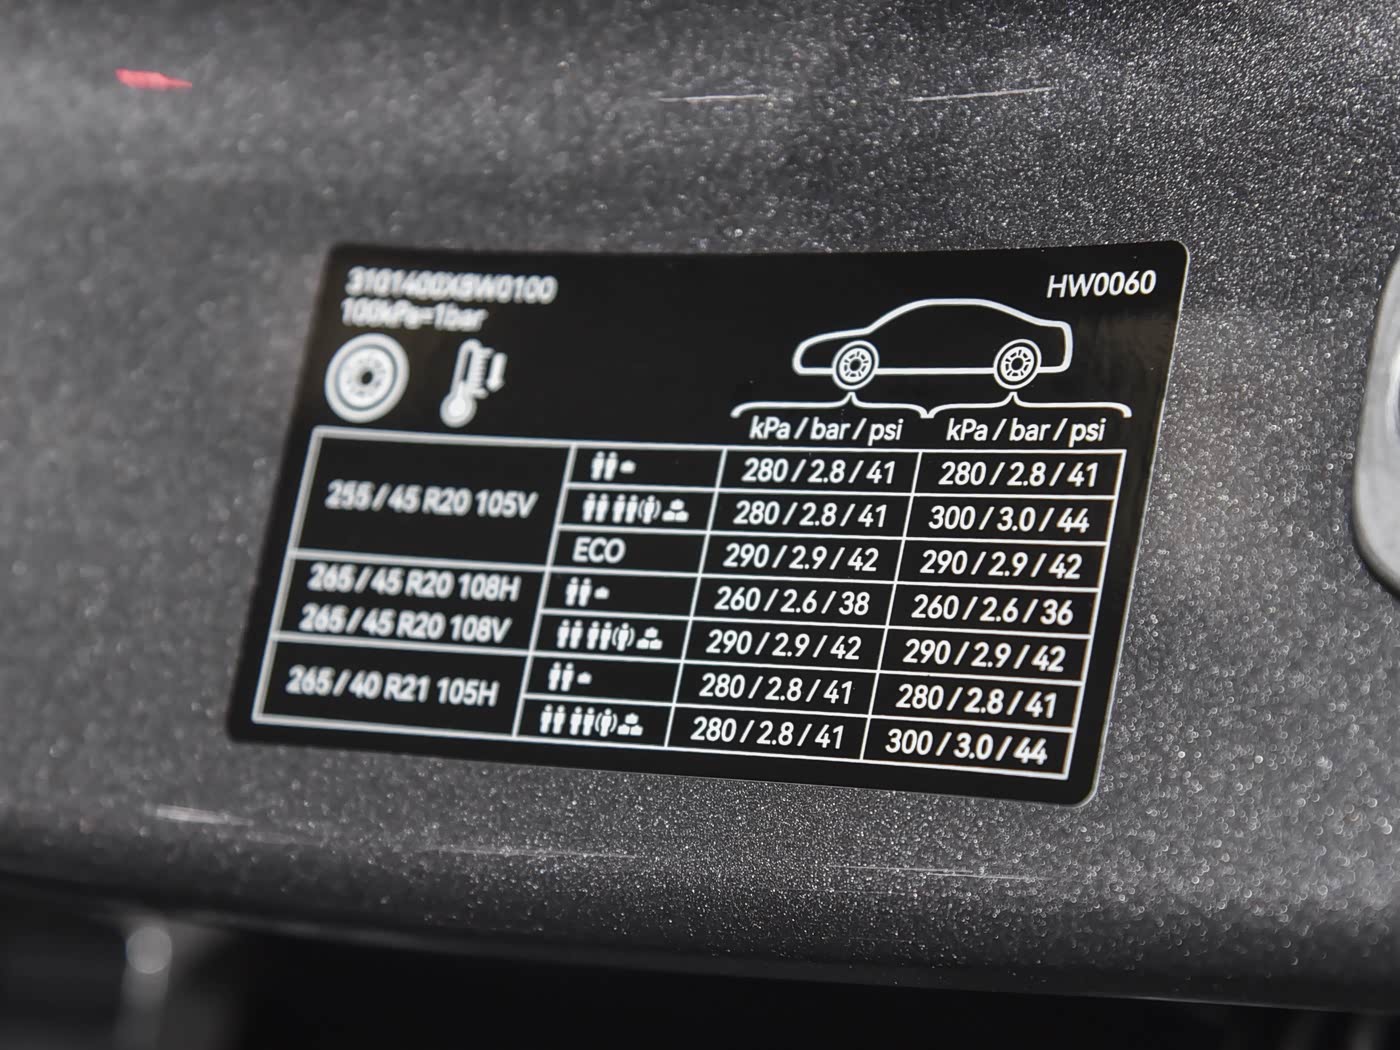 3101400XBW0100
HW0060
100kPa=1bar
kPa / bar / psi kPa / bar / psi
255 / 45 R20 105V
280 / 2.8 / 41 280 / 2.8 / 41
280 / 2.8 / 41 300 / 3.0 / 44
ECO 290 / 2.9 / 42 290 / 2.9 / 42
265 / 45 R20 108H
265 / 45 R20 108V
260 / 2.6 / 38 260 / 2.6 / 36
290 / 2.9 / 42 290 / 2.9 / 42
265 / 40 R21 105H
280 / 2.8 / 41 280 / 2.8 / 41
280 / 2.8 / 41 300 / 3.0 / 44